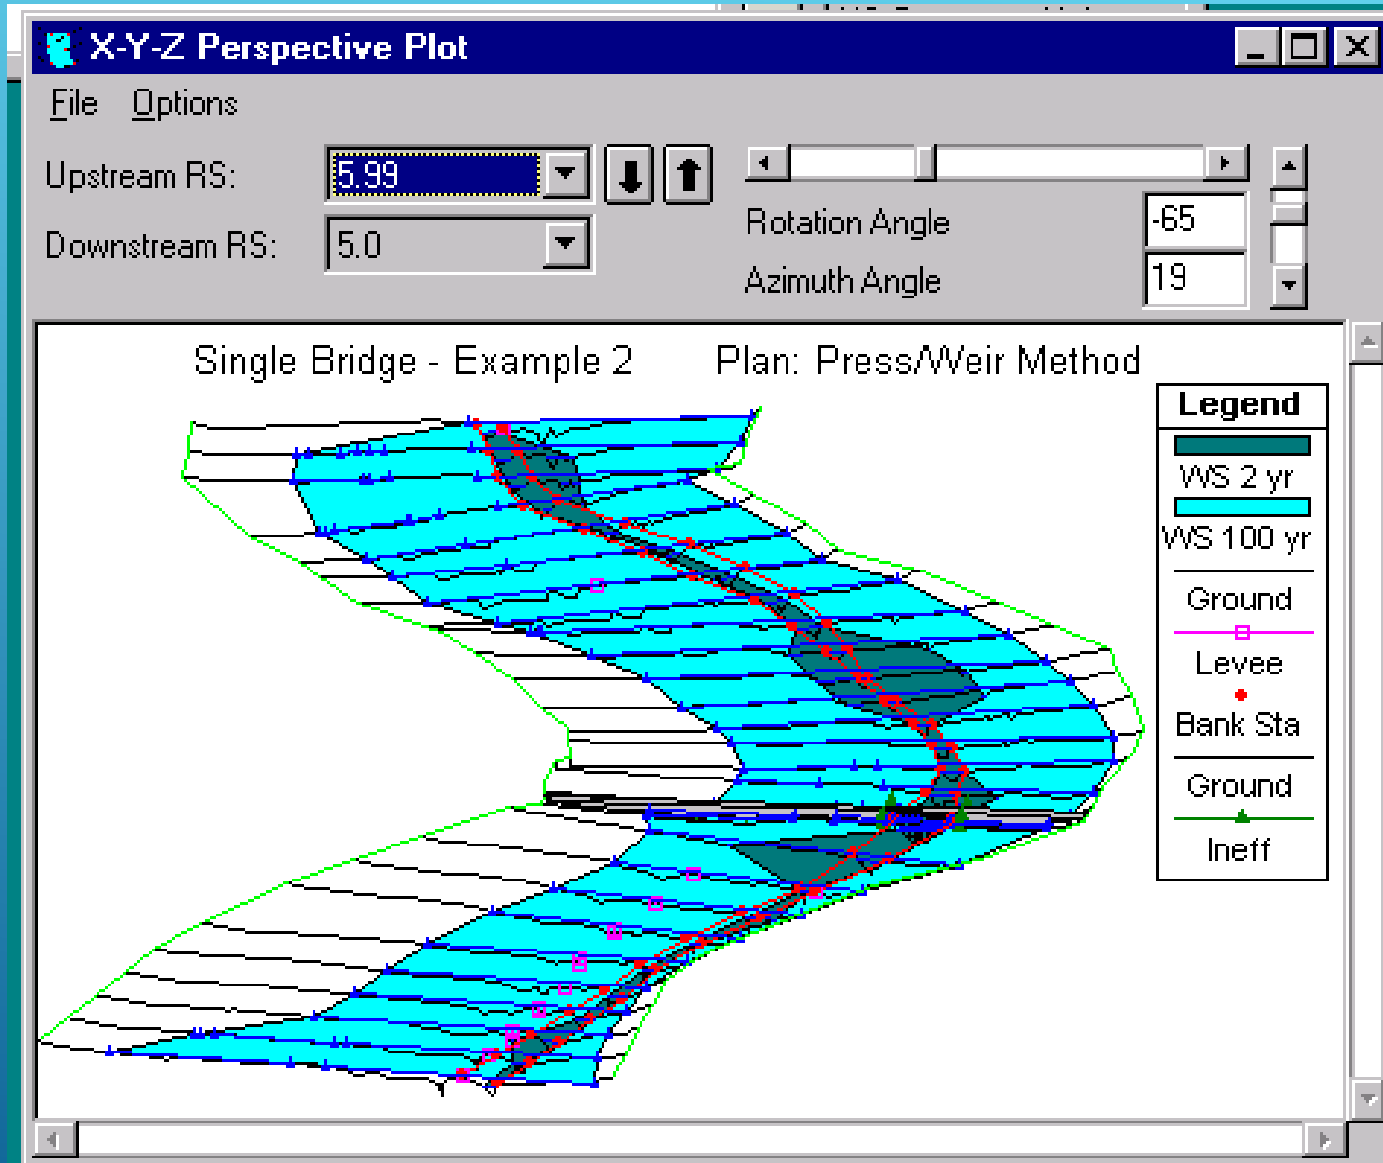 X-Y-Z Perspective Plot
File Options
Upstream RS: 5.99
Downstream RS: 5.0
Rotation Angle -65
Azimuth Angle 19
Single Bridge - Example 2 Plan: Press/Weir Method
Legend
WS 2 yr
WS 100 yr
Ground
Levee
Bank Sta
Ground
Ineff